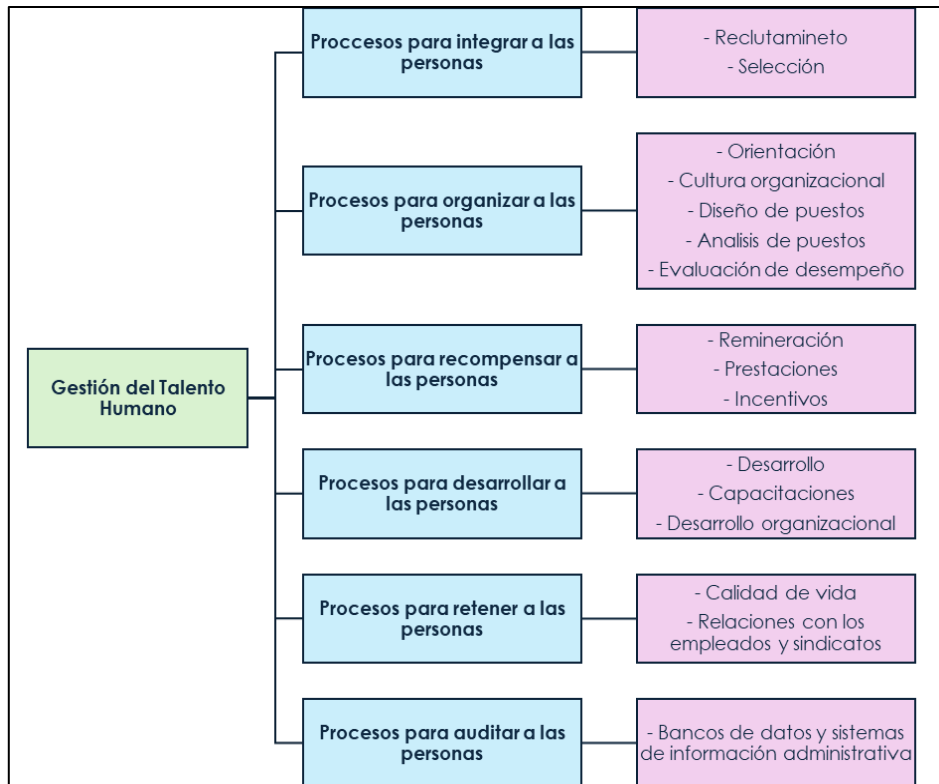 Proccesos para integrar a las
personas
- Reclutamineto
- Selección
Procesos para organizar a las
personas
- Orientación
- Cultura organizacional
- Diseño de puestos
- Analisis de puestos
- Evaluación de desempeño
Gestión del Talento
Humano
Procesos para recompensar a
las personas
- Remineración
- Prestaciones
- Incentivos
Procesos para desarrollar a
las personas
- Desarrollo
- Capacitaciones
- Desarrollo organizacional
Procesos para retener a las
personas
- Calidad de vida
- Relaciones con los
empleados y sindicatos
Procesos para auditar a las
personas
- Bancos de datos y sistemas
de información administrativa